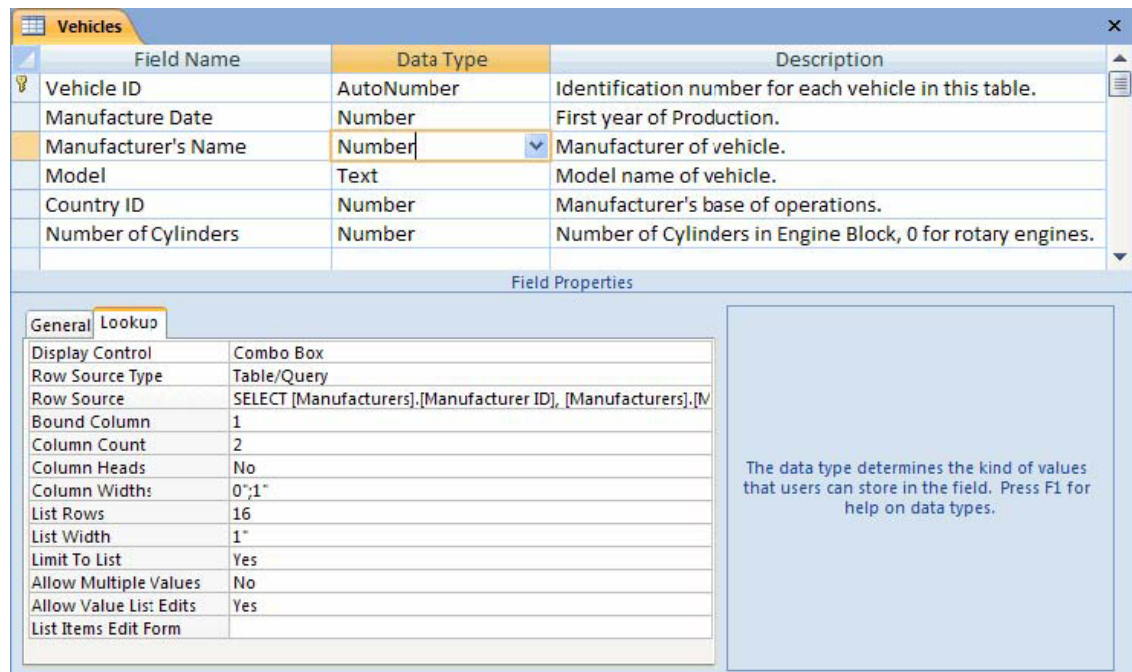 Vehicles
Field Name Data Type Description
Vehicle ID AutoNumber Identification number for each vehicle in this table.
Manufacture Date Number First year of Production.
Manufacturer's Name Number Manufacturer of vehicle.
Model Text Model name of vehicle.
Country ID Number Manufacturer's base of operations.
Number of Cylinders Number Number of Cylinders in Engine Block, 0 for rotary engines.
Field Properties
General Lookup
Display Control Combo Box
Row Source Type Table/Query
Row Source SELECT [Manufacturers].[Manufacturer ID], [Manufacturers].[M
Bound Column 1
Column Count 2
Column Heads No
Column Widths 0";1"
List Rows 16
List Width 1"
Limit To List Yes
Allow Multiple Values No
Allow Value List Edits Yes
List Items Edit Form
The data type determines the kind of values
that users can store in the field. Press F1 for
help on data types.